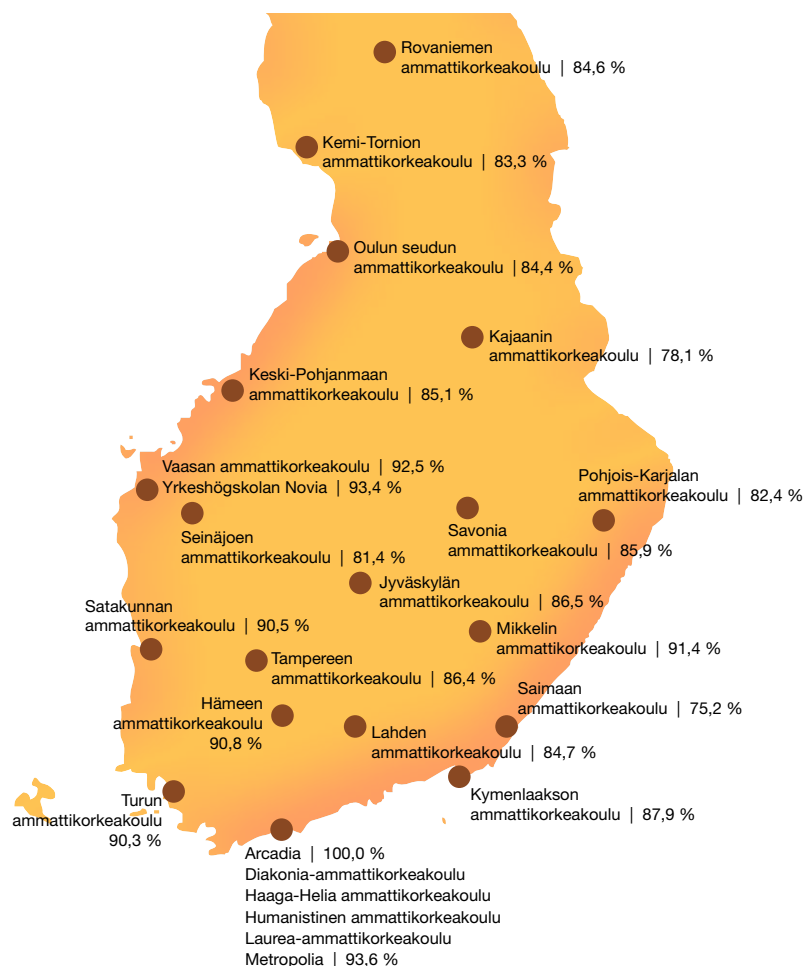 Rovaniemen
ammattikorkeakoulu | 84,6 %
Kemi-Tornion
ammattikorkeakoulu | 83,3 %
Oulun seudun
ammattikorkeakoulu | 84,4 %
Kajaanin
ammattikorkeakoulu | 78,1 %
Keski-Pohjanmaan
ammattikorkeakoulu | 85,1 %
Vaasan ammattikorkeakoulu | 92,5 %
Yrkeshögskolan Novia | 93,4 %
Pohjois-Karjalan
ammattikorkeakoulu | 82,4 %
Seinäjoen
ammattikorkeakoulu | 81,4 %
Savonia
ammattikorkeakoulu | 85,9 %
Jyväskylän
ammattikorkeakoulu | 86,5 %
Satakunnan
ammattikorkeakoulu | 90,5 %
Mikkelin
ammattikorkeakoulu | 91,4 %
Tampereen
ammattikorkeakoulu | 86,4 %
Saimaan
ammattikorkeakoulu | 75,2 %
Hämeen
ammattikorkeakoulu
90,8 %
Lahden
ammattikorkeakoulu | 84,7 %
Kymenlaakson
ammattikorkeakoulu | 87,9 %
Turun
ammattikorkeakoulu
90,3 %
Arcadia | 100,0 %
Diakonia-ammattikorkeakoulu
Haaga-Helia ammattikorkeakoulu
Humanistinen ammattikorkeakoulu
Laurea-ammattikorkeakoulu
Metropolia | 93,6 %